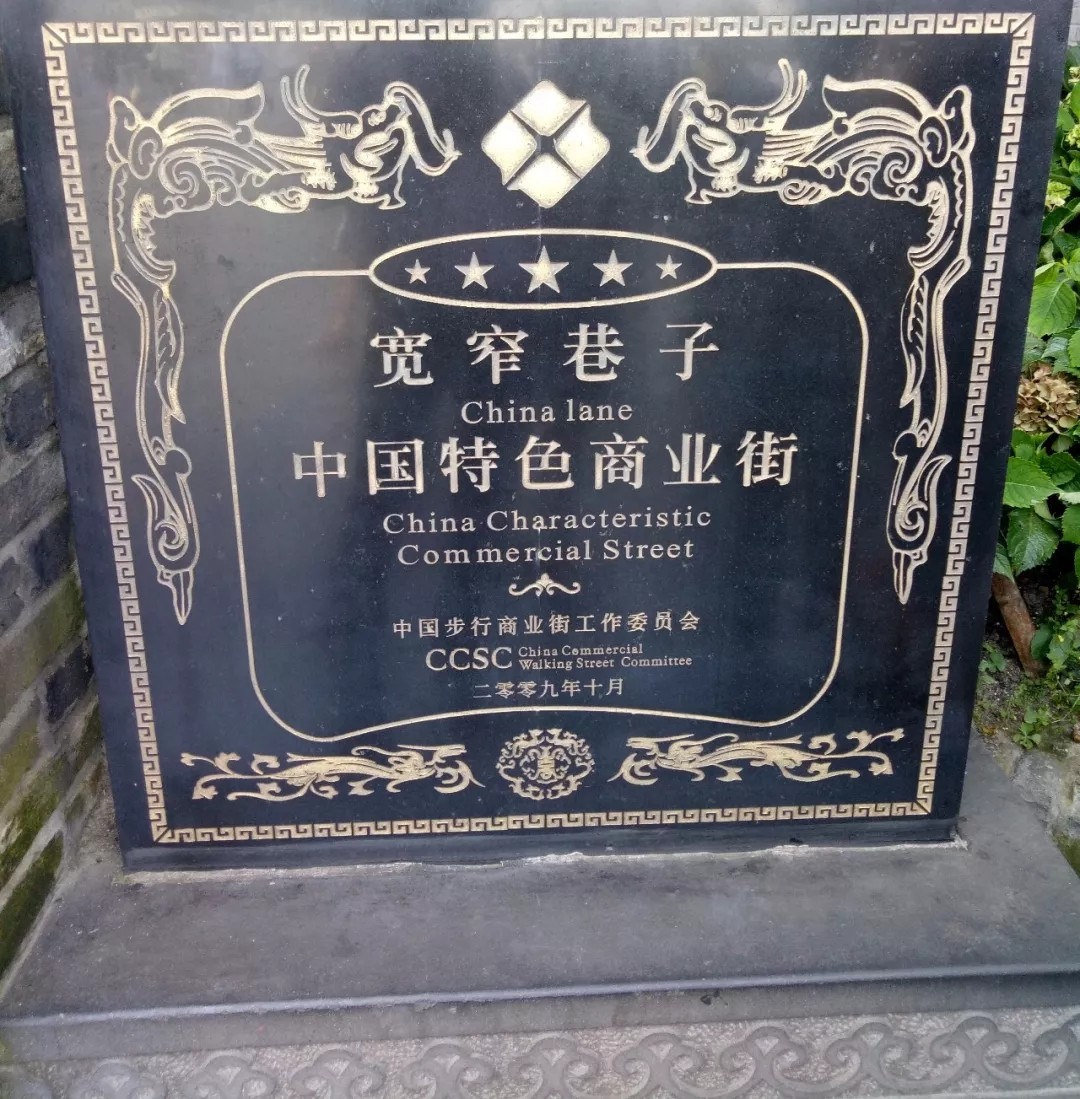 宽窄巷子
China lane
中国特色商业街
China Characteristic
Commercial Street
中国步行商业街工作委员会
CCSC China Commercial
Walking Street Committee
二零零九年十月